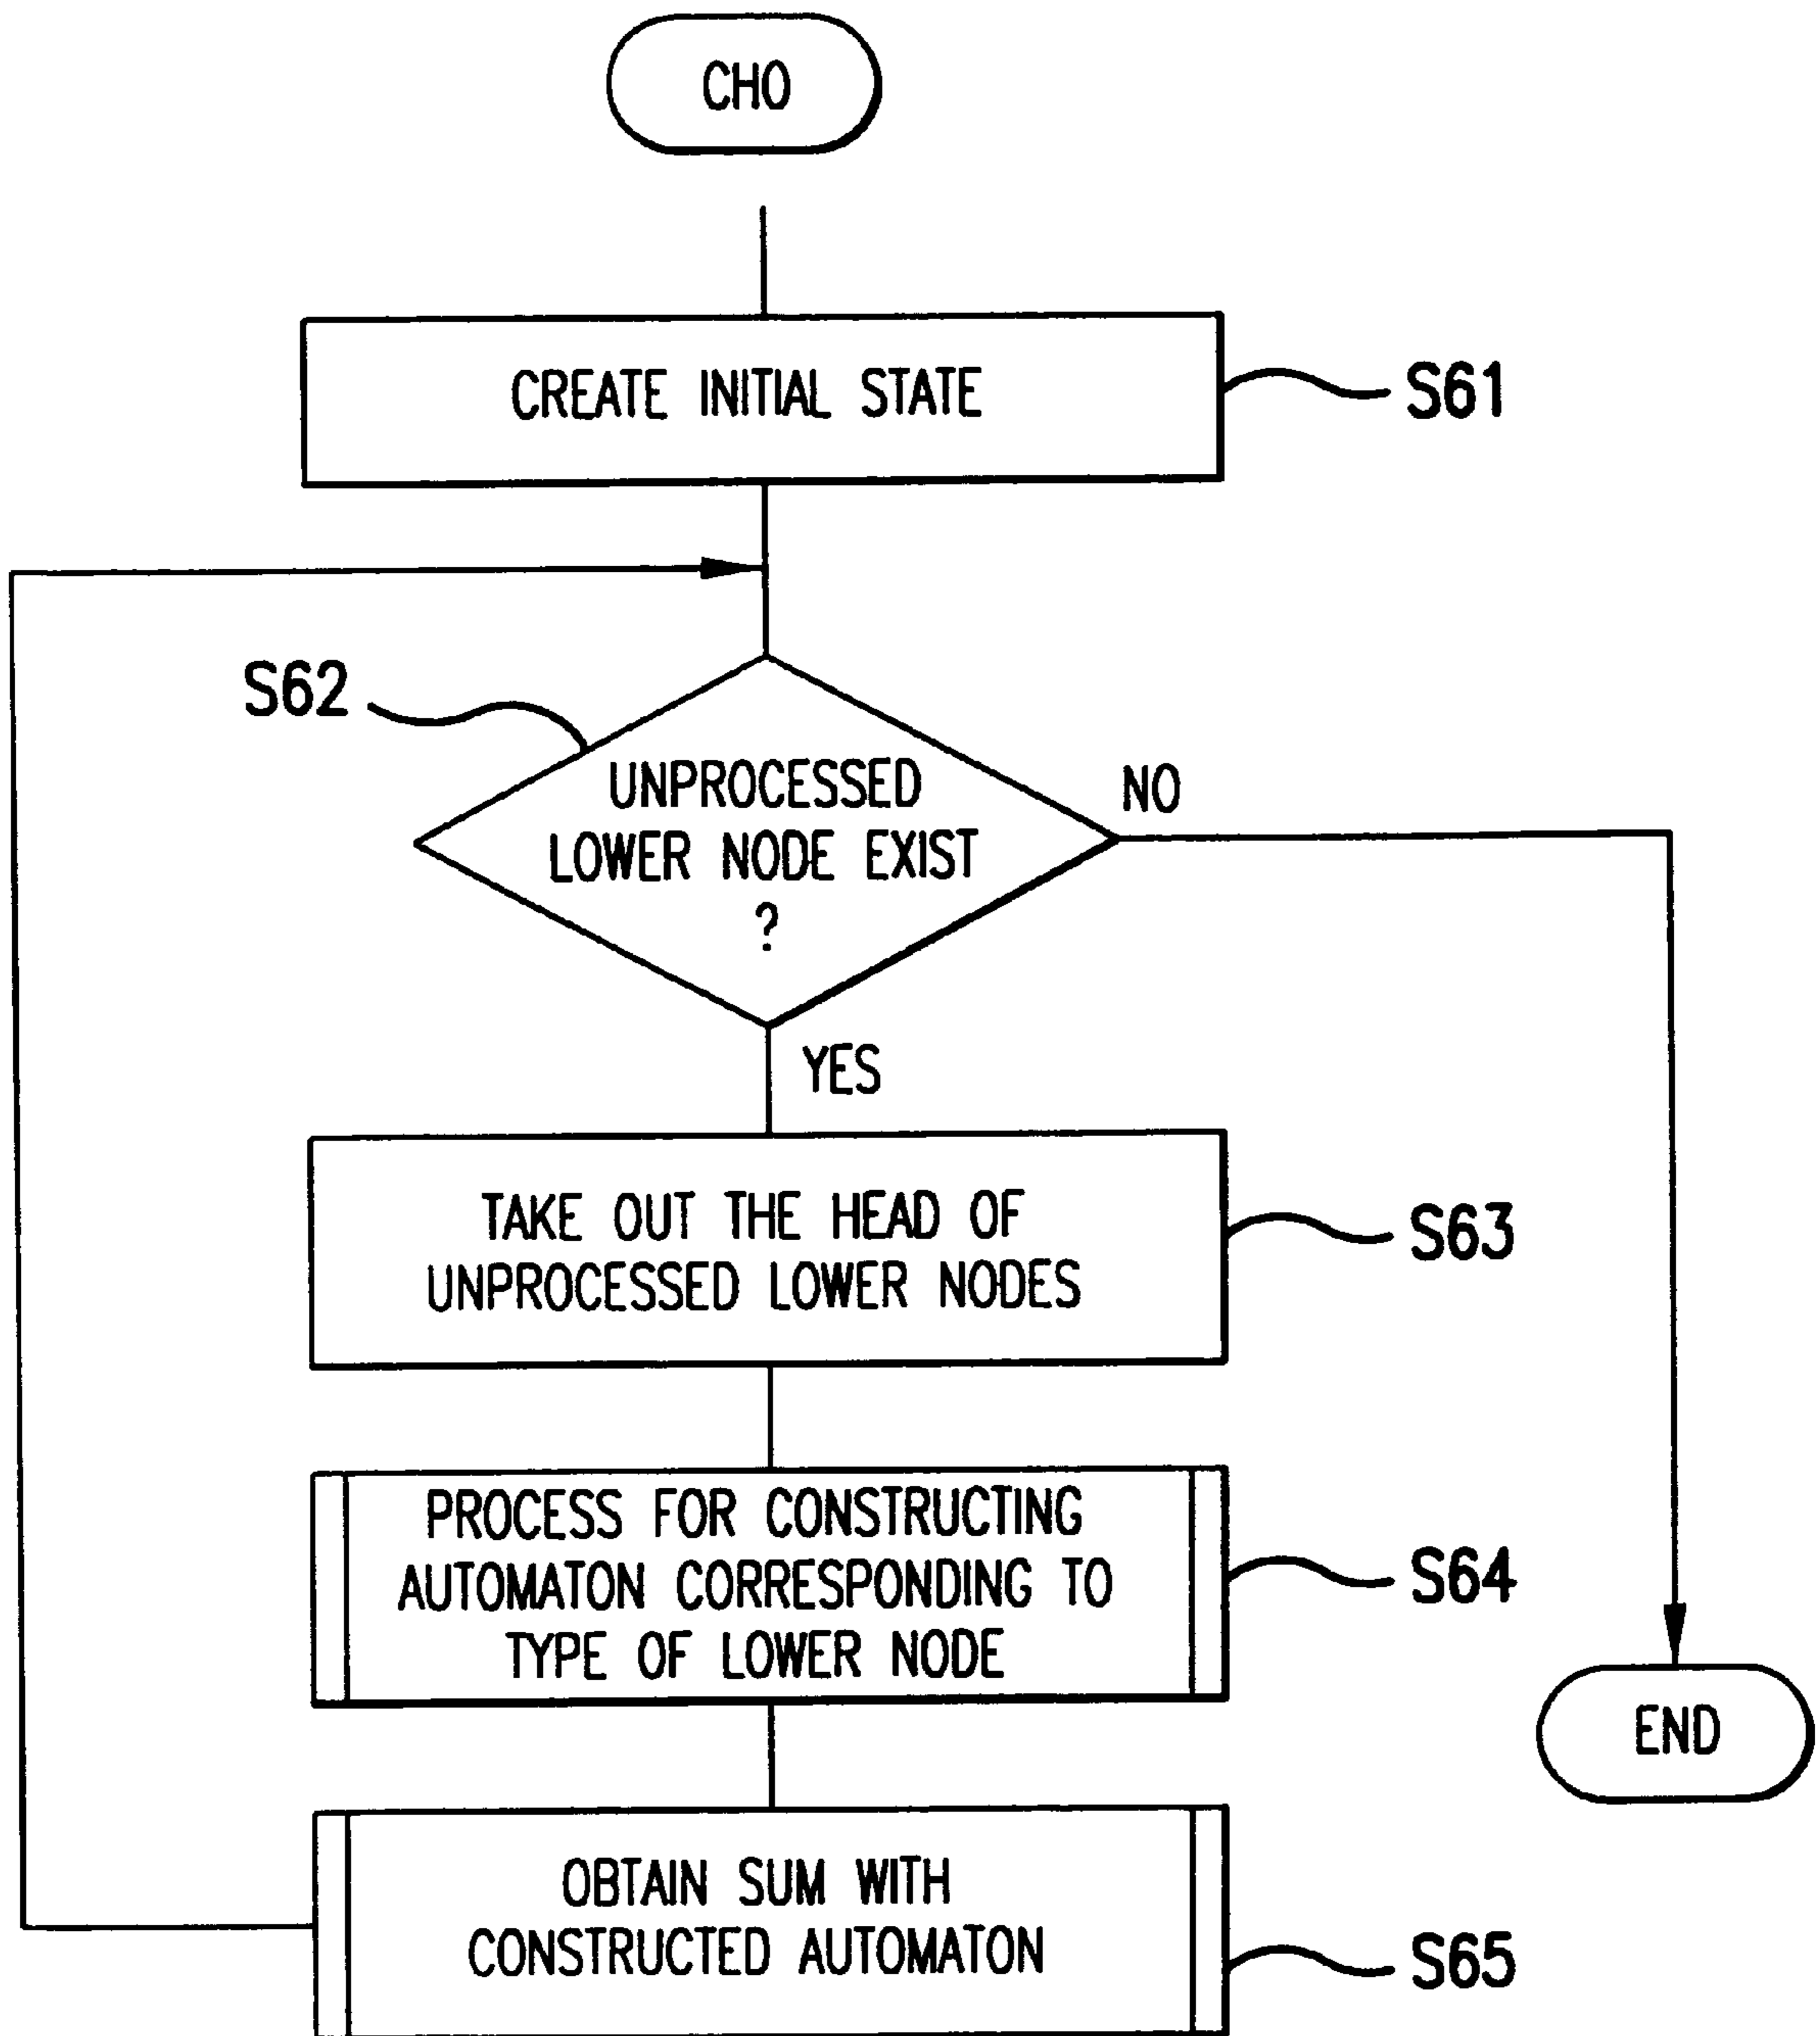 CHO
CREATE INITIAL STATE
S61
S62
UNPROCESSED
LOWER NODE EXIST
?
NO
YES
TAKE OUT THE HEAD OF
UNPROCESSED LOWER NODES
S63
PROCESS FOR CONSTRUCTING
AUTOMATON CORRESPONDING TO
TYPE OF LOWER NODE
S64
END
OBTAIN SUM WITH
CONSTRUCTED AUTOMATON
S65